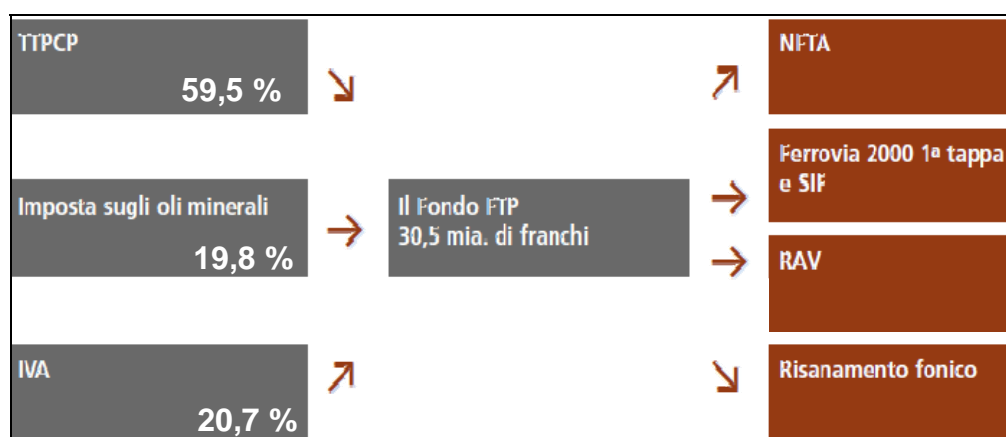 TTPCP
59,5 %
Imposta sugli oli minerali
19,8 %
IVA
20,7 %
Il Fondo FTP
30,5 mia. di franchi
NFTA
Ferrovia 2000 1ª tappa
e SIF
RAV
Risanamento fonico